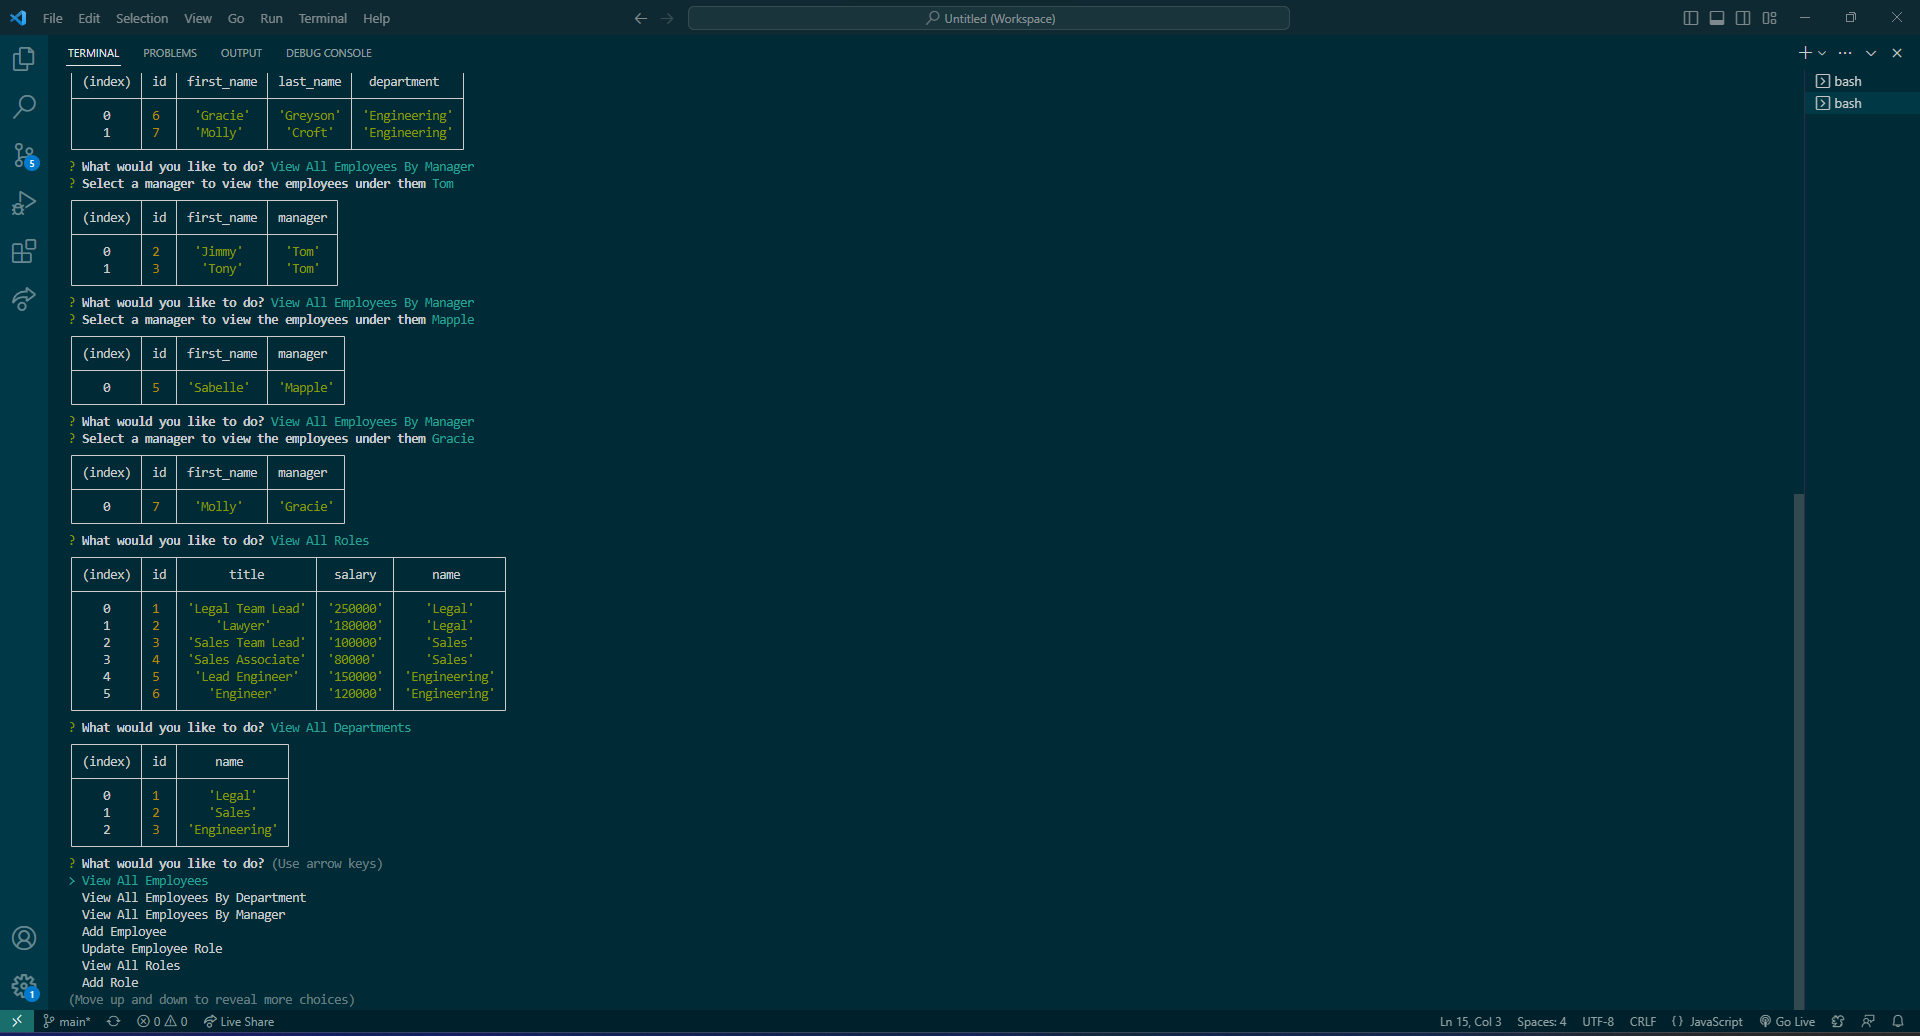 File Edit Selection View Go Run Terminal Help Untitled (Workspace)
TERMINAL PROBLEMS OUTPUT DEBUG CONSOLE
bash
bash
(index) id first_name last_name department
0 6 'Gracie' 'Greyson' 'Engineering'
1 7 'Molly' 'Croft' 'Engineering'
? What would you like to do? View All Employees By Manager
? Select a manager to view the employees under them Tom
(index) id first_name manager
0 2 'Jimmy' 'Tom'
1 3 'Tony' 'Tom'
? What would you like to do? View All Employees By Manager
? Select a manager to view the employees under them Mapple
(index) id first_name manager
0 5 'Sabelle' 'Mapple'
? What would you like to do? View All Employees By Manager
? Select a manager to view the employees under them Gracie
(index) id first_name manager
0 7 'Molly' 'Gracie'
? What would you like to do? View All Roles
(index) id title salary name
0 1 'Legal Team Lead' '250000' 'Legal'
1 2 'Lawyer' '180000' 'Legal'
2 3 'Sales Team Lead' '100000' 'Sales'
3 4 'Sales Associate' '80000' 'Sales'
4 5 'Lead Engineer' '150000' 'Engineering'
5 6 'Engineer' '120000' 'Engineering'
? What would you like to do? View All Departments
(index) id name
0 1 'Legal'
1 2 'Sales'
2 3 'Engineering'
? What would you like to do? (Use arrow keys)
> View All Employees
View All Employees By Department
View All Employees By Manager
Add Employee
Update Employee Role
View All Roles
Add Role
(Move up and down to reveal more choices)
5
1
main* 0 0 Live Share Ln 15, Col 3 Spaces: 4 UTF-8 CRLF {} JavaScript Go Live